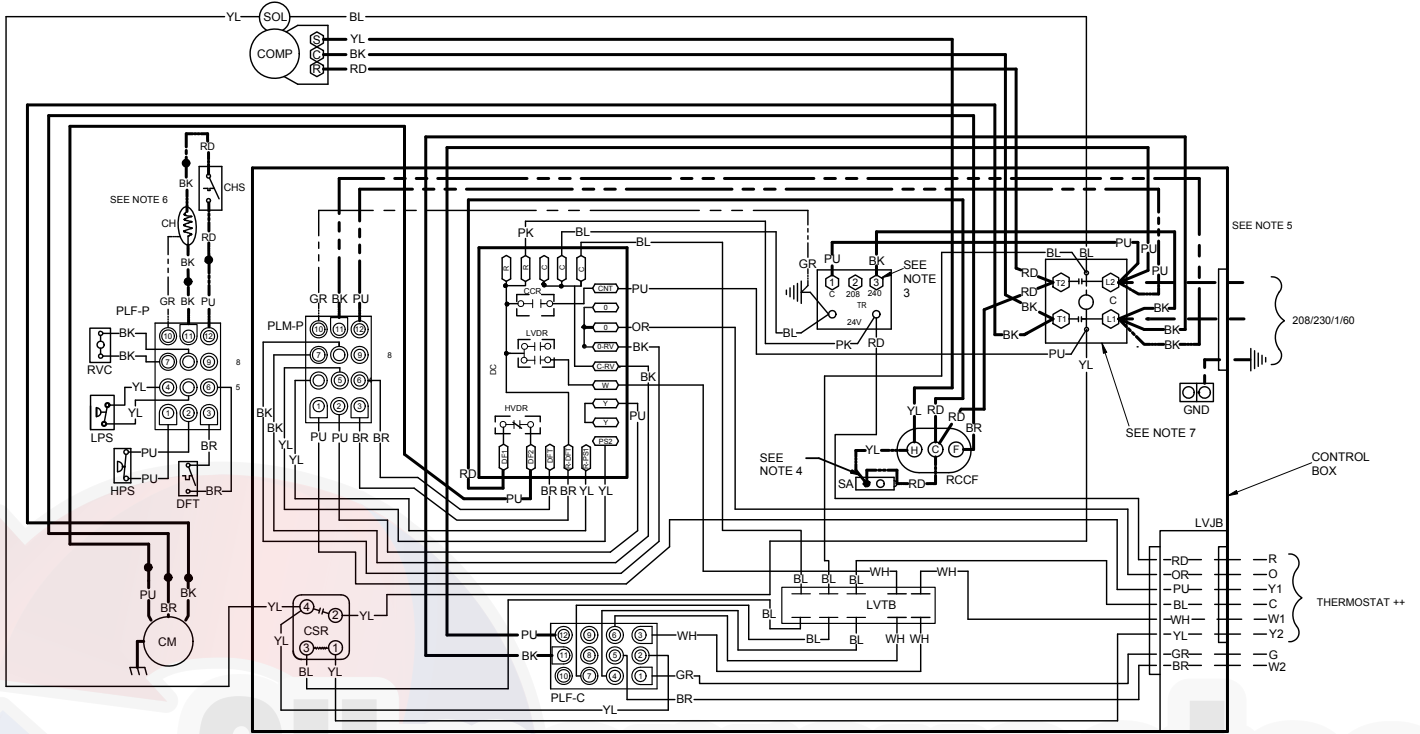 YL
SOL
BL
COMP
S YL
C BK
R RD
RD
BK
CHS
SEE NOTE 6
CH
RD
SEE NOTE 5
BK
GR BK PU
PLF-P
10 11 12
BK
BK
7 9 8
RVC
YL 4 6 5
YL
1 2 3
LPS
PU
PU
HPS
BR
BR
DFT
GR BK PU
PLM-P
10 11 12
7 9 8
5 6
1 2 3
PU PU BR BR
BK
BK
YL
YL
PK
BL
BL
R R C C C
CCR
LVDR
DC
HVDR
CNT PU
0
0 OR
0-RV BK
C-RV
BK
W
Y PU
Y
PS2
DF1 DF2 DFT R-DFT R-PS1
RD
PU
BR BR YL YL
GR
PU
BK
1 2 3
C 208 240
TR
24V
SEE
NOTE
3
BL
PK
RD
PU
PU
PU
BL BL
RD
RD
BK
BK
T2 L2
C
T1 L1
BK
BK
BK
PU
YL
208/230/1/60
GND
SEE NOTE 7
YL RD RD BR
H C F
RCCF
YL
SEE
NOTE 4
SA
RD
CONTROL
BOX
LVJB
RD R
OR O
PU Y1
BL C
WH W1
YL Y2
GR G
BR W2
THERMOSTAT ++
PU BR BK
CM
YL 4 2 YL
CSR
YL
3 1
BL YL
PU 12 9 6 3 WH
BK 11 8 5 2
10 7 4 1 GR
PLF-C
BR
YL
BL BL BL WH WH
LVTB
BL
BL BL WH WH